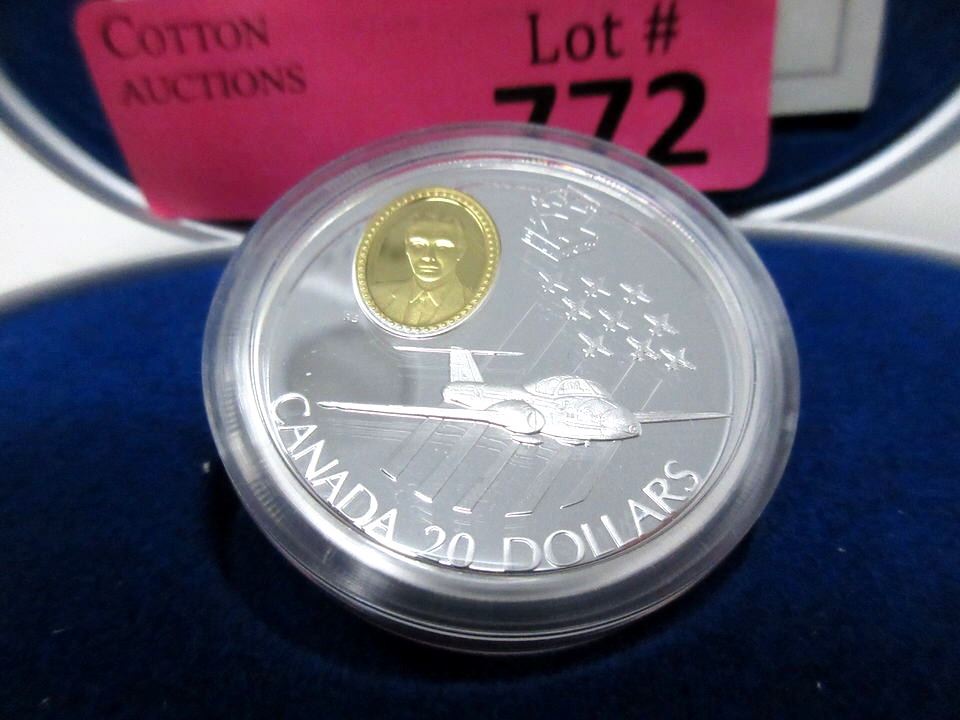 COTTON
AUCTIONS
Lot #
772
CANADA 20 DOLLARS